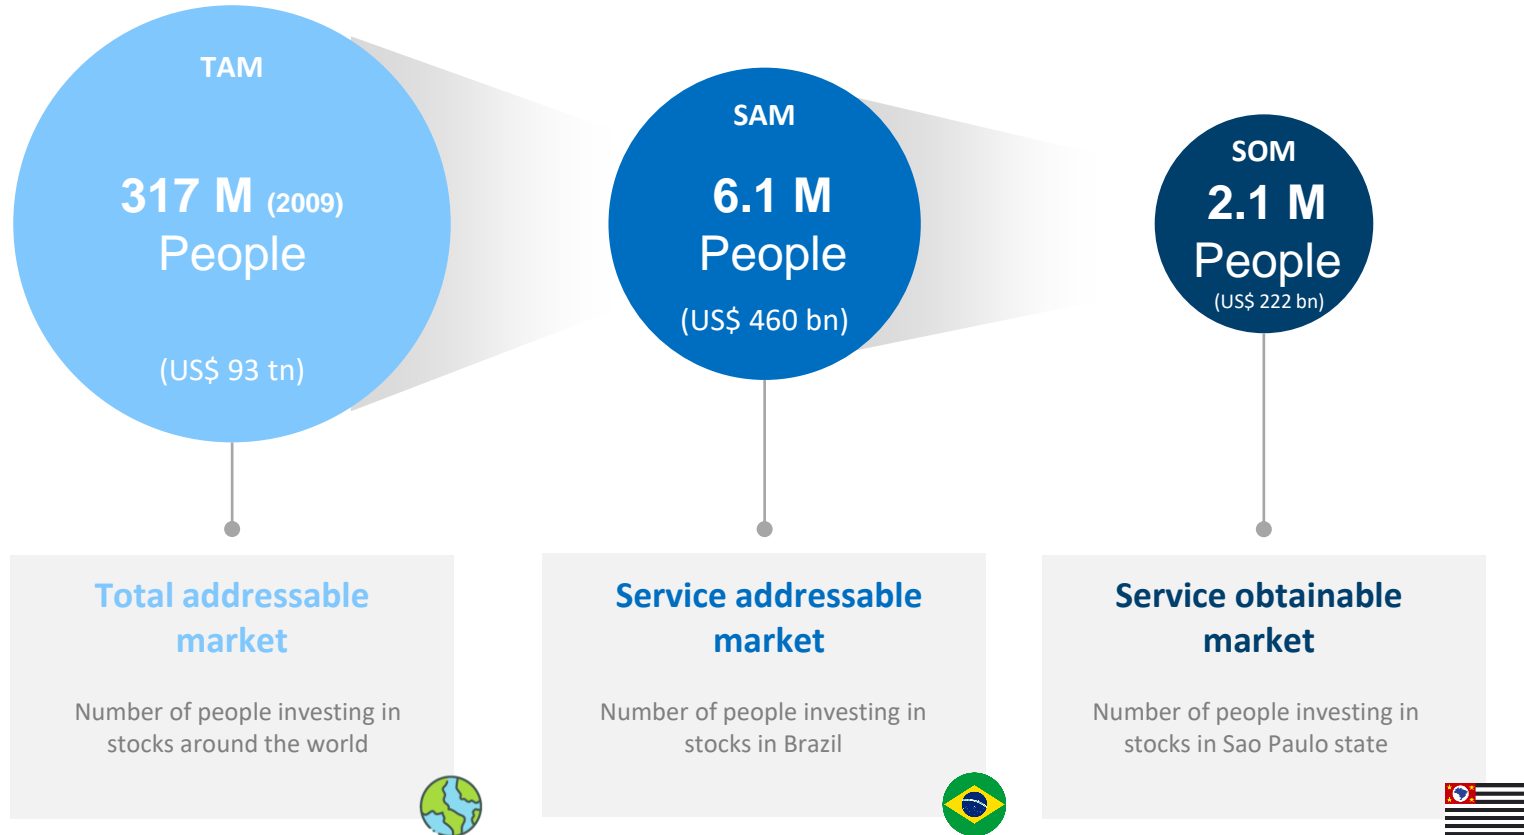 TAM
317 M (2009)
People
(US$ 93 tn)
SAM
6.1 M
People
(US$ 460 bn)
SOM
2.1 M
People
(US$ 222 bn)
Total addressable
market
Number of people investing in
stocks around the world
Service addressable
market
Number of people investing in
stocks in Brazil
Service obtainable
market
Number of people investing in
stocks in Sao Paulo state